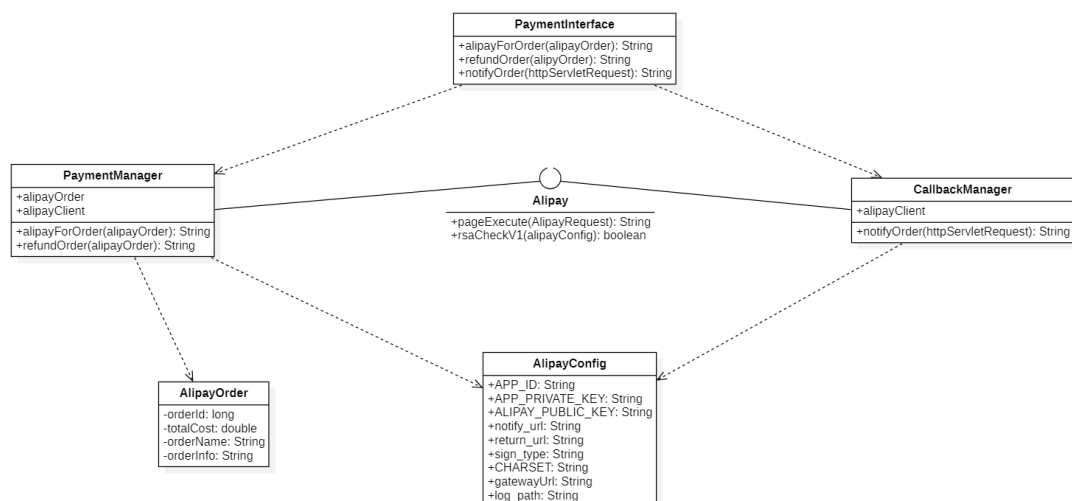 PaymentInterface
+alipayForOrder(alipayOrder): String
+refundOrder(alipyOrder): String
+notifyOrder(httpServletRequest): String
PaymentManager
+alipayOrder
+alipayClient
+alipayForOrder(alipayOrder): String
+refundOrder(alipayOrder): String
Alipay
+pageExecute(AlipayRequest): String
+rsaCheckV1(alipayConfig): boolean
CallbackManager
+alipayClient
+notifyOrder(httpServletRequest): String
AlipayOrder
-orderId: long
-totalCost: double
-orderName: String
-orderInfo: String
AlipayConfig
+APP_ID: String
+APP_PRIVATE_KEY: String
+ALIPAY_PUBLIC_KEY: String
+notify_url: String
+return_url: String
+sign_type: String
+CHARSET: String
+gatewayUrl: String
+log_path: String